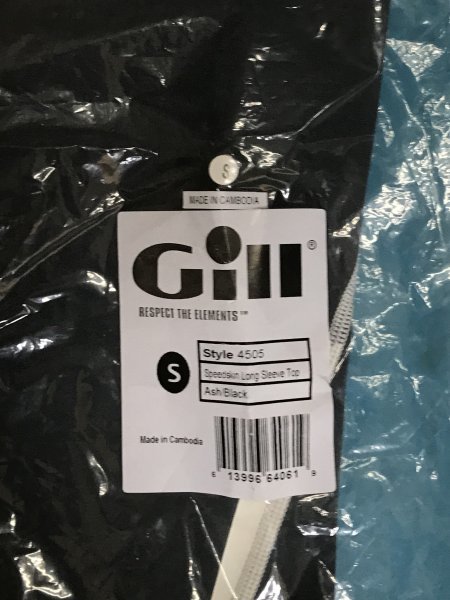 S
MADE IN CAMBODIA
Gill®
RESPECT THE ELEMENTS™
S
Style 4505
Speedskin Long Sleeve Top
Ash/Black
Made in Cambodia
6 13996 64061 9